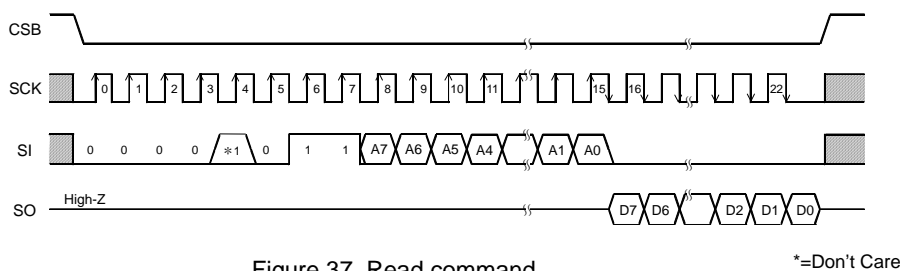 CSB
SCK 0 1 2 3 4 5 6 7 8 9 10 11 15 16 22
SI 0 0 0 0 *1 0 1 1 A7 A6 A5 A4 A1 A0
SO High-Z D7 D6 D2 D1 D0
Figure 37. Read command
*=Don't Care